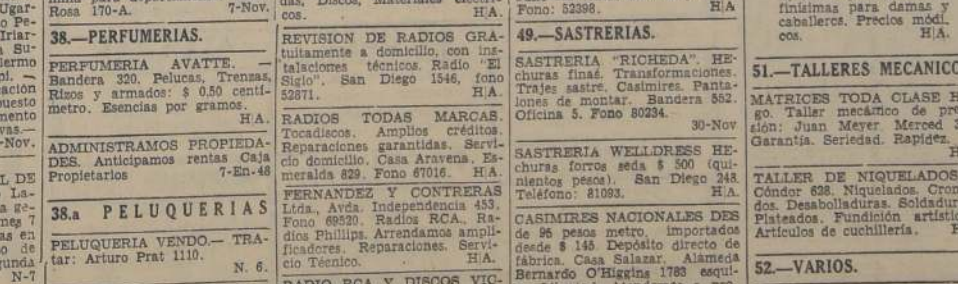 Rosa 170-A. 7-Nov.
38.—PERFUMERIAS.
PERFUMERIA AVATTE. —
Bandera 320. Pelucas, Trenzas,
Rizos y armados: $ 0,50 centí-
metro. Esencias por gramos.
H|A.
ADMINISTRAMOS PROPIEDA-
DES. Anticipamos rentas Caja
Propietarios 7-En-48
38.a PELUQUERIAS
PELUQUERIA VENDO.— TRA-
tar: Arturo Prat 1110.
N. 6.
cos. H|A.
REVISION DE RADIOS GRA-
tuitamente a domicilio, con ins-
talaciones técnicos. Radio "El
Siglo". San Diego 1546, fono
52871. H|A.
RADIOS TODAS MARCAS.
Tocadiscos. Amplios créditos.
Reparaciones garantidas. Servi-
cio domicilio. Casa Aravena, Es-
meralda 829. Fono 67016. H|A.
FERNANDEZ Y CONTRERAS
Ltda., Avda. Independencia 453.
Fono 69520. Radios RCA., Ra-
dios Phillips. Arrendamos ampli-
ficadores. Reparaciones. Servi-
cio Técnico. H|A.
RADIO RCA Y DISCOS VIC-
Fono: 52398. H|A
49.—SASTRERIAS.
SASTRERIA "RICHEDA". HE-
churas finas. Transformaciones.
Trajes sastre. Casimires. Panta-
lones de montar. Bandera 552.
Oficina 5. Fono 80234.
30-Nov
SASTRERIA WELLDRESS HE-
churas forros seda $ 500 (qui-
nientos pesos). San Diego 248.
Teléfono: 81093. H|A.
CASIMIRES NACIONALES DES
de 95 pesos metro, importados
desde $ 145. Depósito directo de
fábrica. Casa Salazar. Alameda
Bernardo O'Higgins 1783 esqui-
finísimas para damas y
caballeros. Precios módi.
cos. H|A.
51.—TALLERES MECANICO
MATRICES TODA CLASE H
go. Taller mecánico de pre
sión: Juan Meyer. Merced
Garantía. Seriedad. Rapidez.
TALLER DE NIQUELADOS
Cóndor 628. Niquelados. Crom
dos. Desabolladuras. Soldadur
Plateados. Fundición artístic
Artículos de cuchillería.
52.—VARIOS.